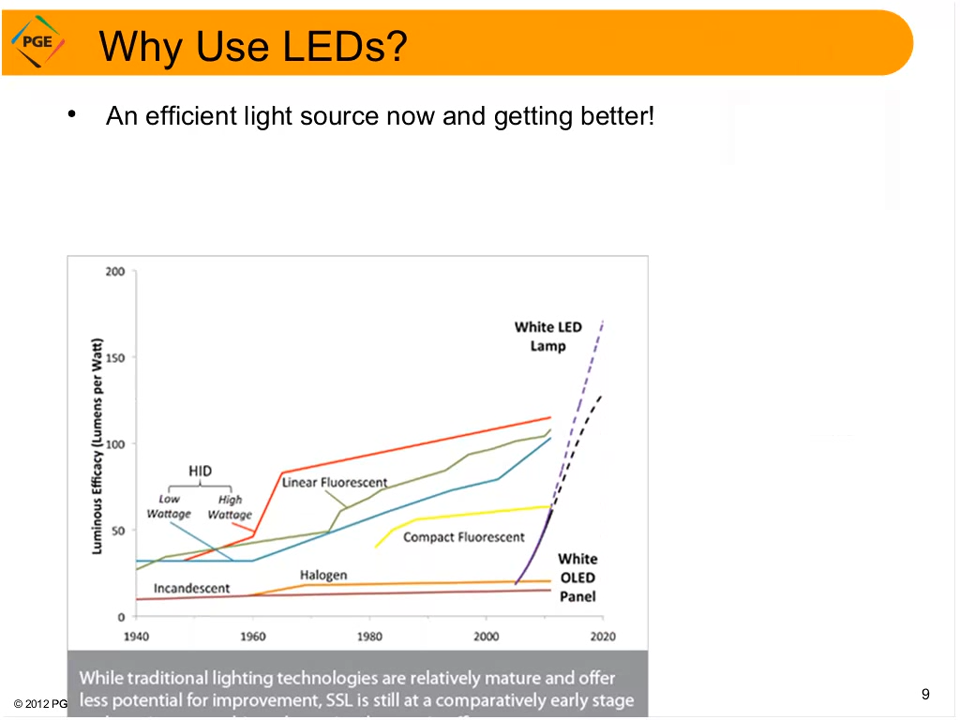 PGE
Why Use LEDs?
• An efficient light source now and getting better!
200
150
100
50
0
Luminous Efficacy (Lumens per Watt)
White LED
Lamp
HID
Low
Wattage
High
Wattage
Linear Fluorescent
Compact Fluorescent
White
OLED
Panel
Halogen
Incandescent
1940
1960
1980
2000
2020
While traditional lighting technologies are relatively mature and offer
less potential for improvement, SSL is still at a comparatively early stage
© 2012 PG
9